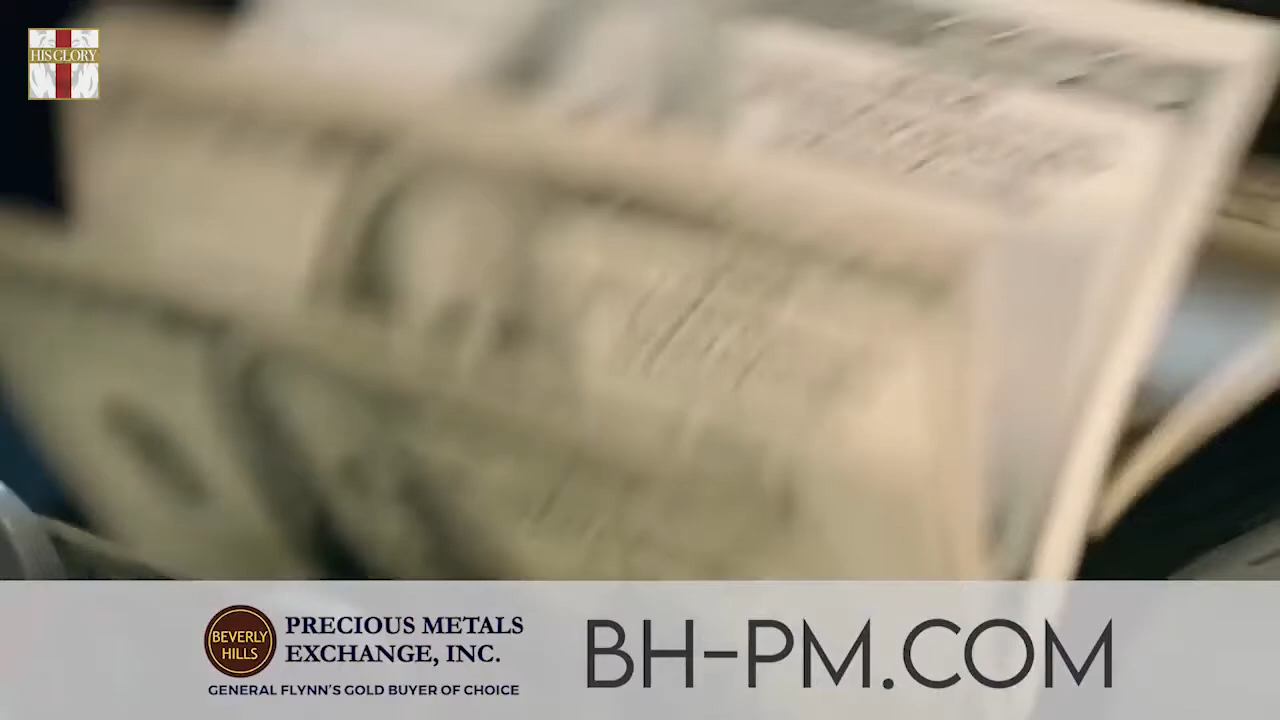 HIS GLORY
BEVERLY
HILLS
PRECIOUS METALS
EXCHANGE, INC.
GENERAL FLYNN'S GOLD BUYER OF CHOICE
BH-PM.COM